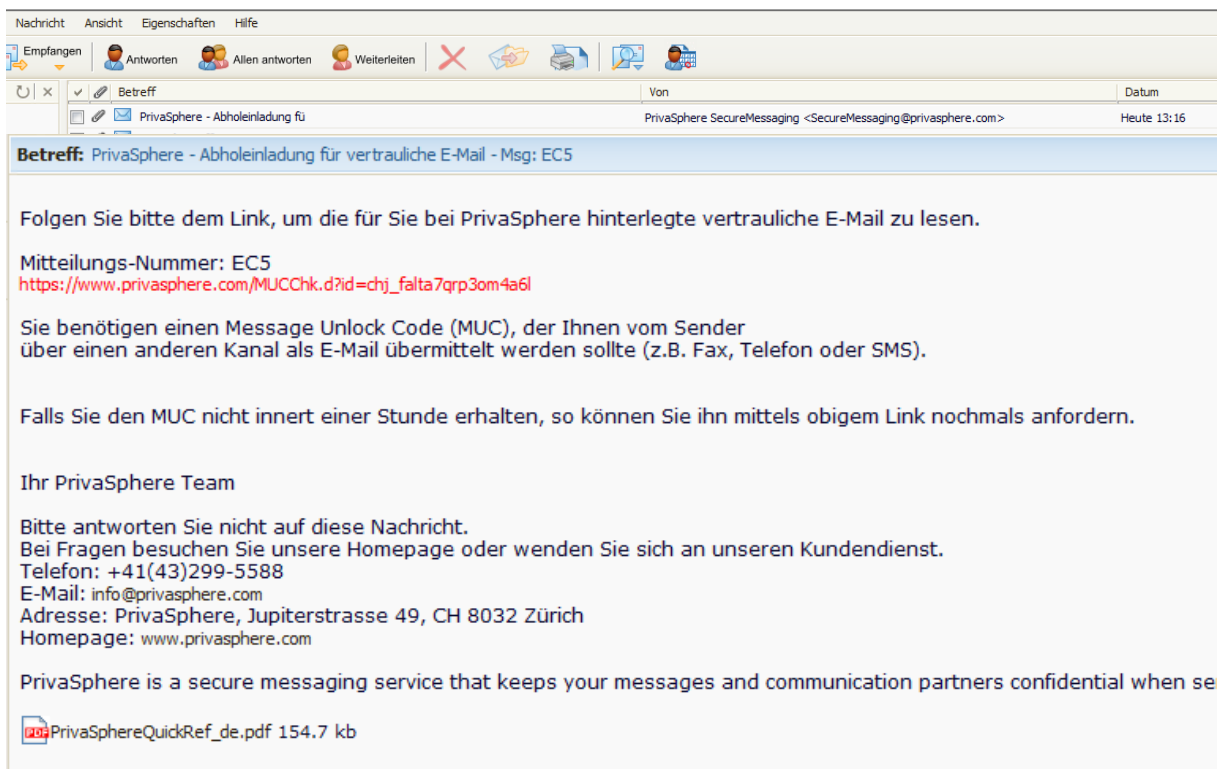 Nachricht Ansicht Eigenschaften Hilfe
Empfangen Antworten Allen antworten Weiterleiten
Betreff Von Datum
PrivaSphere - Abholeinladung fü PrivaSphere SecureMessaging <SecureMessaging@privasphere.com> Heute 13:16
Betreff: PrivaSphere - Abholeinladung für vertrauliche E-Mail - Msg: EC5
Folgen Sie bitte dem Link, um die für Sie bei PrivaSphere hinterlegte vertrauliche E-Mail zu lesen.
Mitteilungs-Nummer: EC5
https://www.privasphere.com/MUCChk.d?id=chj_falta7qrp3om4a6l
Sie benötigen einen Message Unlock Code (MUC), der Ihnen vom Sender
über einen anderen Kanal als E-Mail übermittelt werden sollte (z.B. Fax, Telefon oder SMS).
Falls Sie den MUC nicht innert einer Stunde erhalten, so können Sie ihn mittels obigem Link nochmals anfordern.
Ihr PrivaSphere Team
Bitte antworten Sie nicht auf diese Nachricht.
Bei Fragen besuchen Sie unsere Homepage oder wenden Sie sich an unseren Kundendienst.
Telefon: +41(43)299-5588
E-Mail: info@privasphere.com
Adresse: PrivaSphere, Jupiterstrasse 49, CH 8032 Zürich
Homepage: www.privasphere.com
PrivaSphere is a secure messaging service that keeps your messages and communication partners confidential when se
PDF PrivaSphereQuickRef_de.pdf 154.7 kb